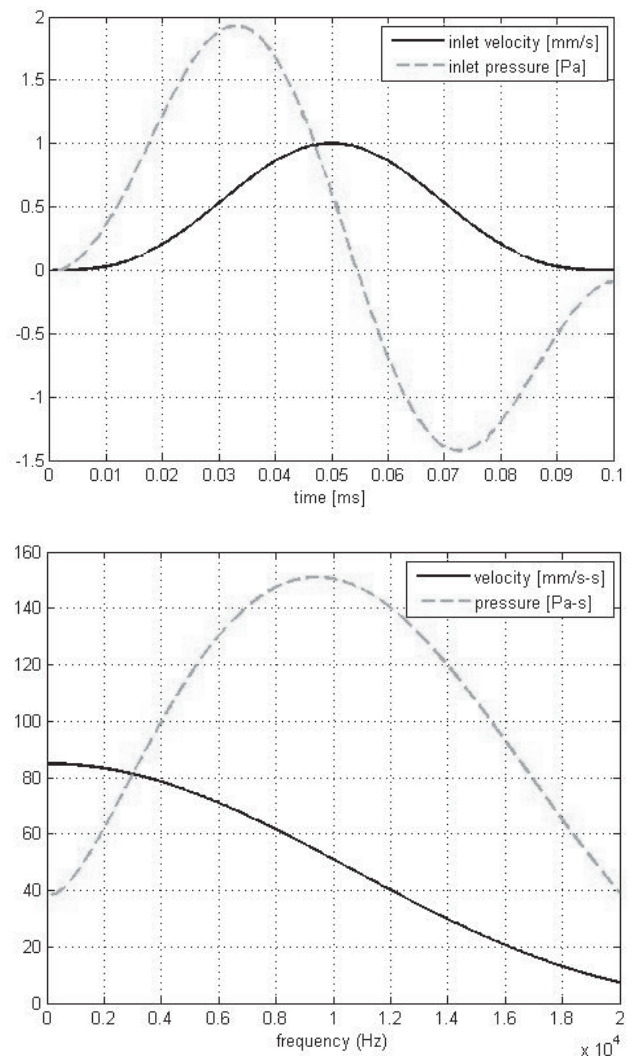 2
inlet velocity [mm/s]
inlet pressure [Pa]
1.5
1
0.5
0
-0.5
-1
-1.5
0 0.01 0.02 0.03 0.04 0.05 0.06 0.07 0.08 0.09 0.1
time [ms]
160
velocity [mm/s-s]
pressure [Pa-s]
140
120
100
80
60
40
20
0
0 0.2 0.4 0.6 0.8 1 1.2 1.4 1.6 1.8 2
frequency (Hz)
x 10⁴